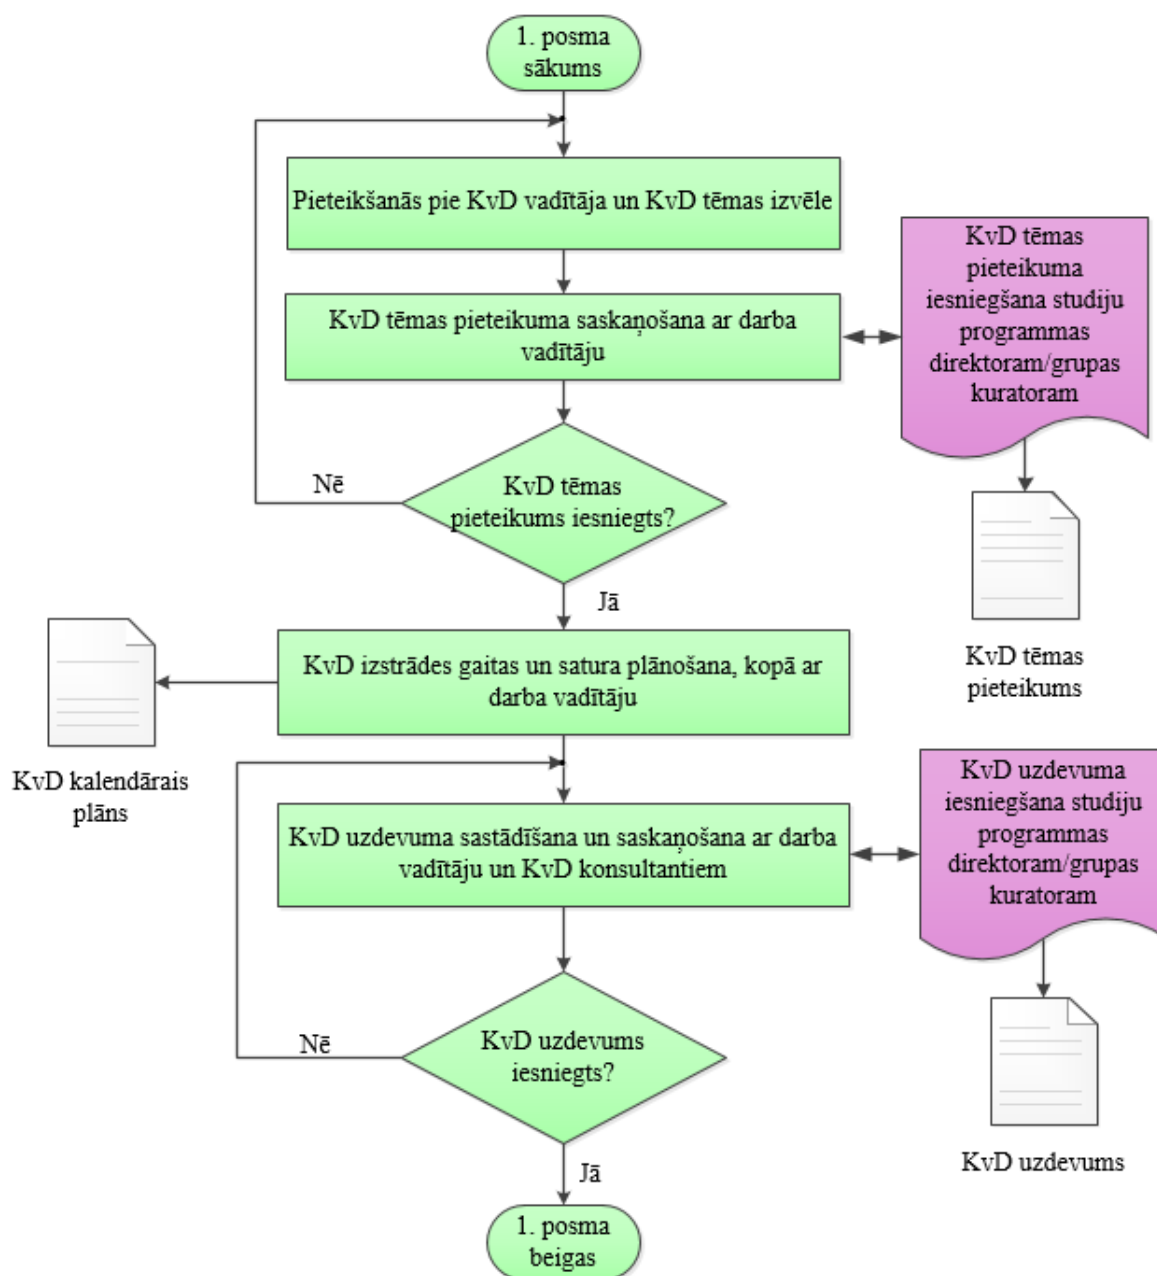 1. posma
sākums
Pieteikšanās pie KvD vadītāja un KvD tēmas izvēle
KvD tēmas
pieteikuma
iesniegšana studiju
programmas
direktoram/grupas
kuratoram
KvD tēmas pieteikuma saskaņošana ar darba
vadītāju
Nē
KvD tēmas
pieteikums iesniegts?
Jā
KvD tēmas
pieteikums
KvD izstrādes gaitas un satura plānošana, kopā ar
darba vadītāju
KvD kalendārais
plāns
KvD uzdevuma
iesniegšana studiju
programmas
direktoram/grupas
kuratoram
KvD uzdevuma sastādīšana un saskaņošana ar darba
vadītāju un KvD konsultantiem
Nē
KvD uzdevums
iesniegts?
KvD uzdevums
Jā
1. posma
beigas